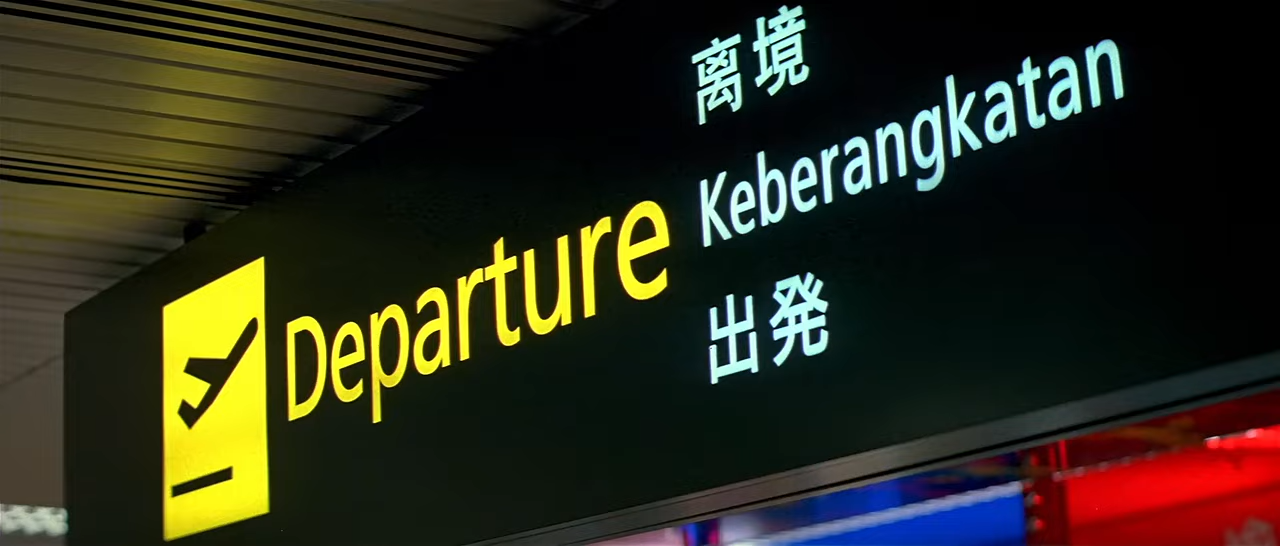 Departure
离境
Keberangkatan
出発